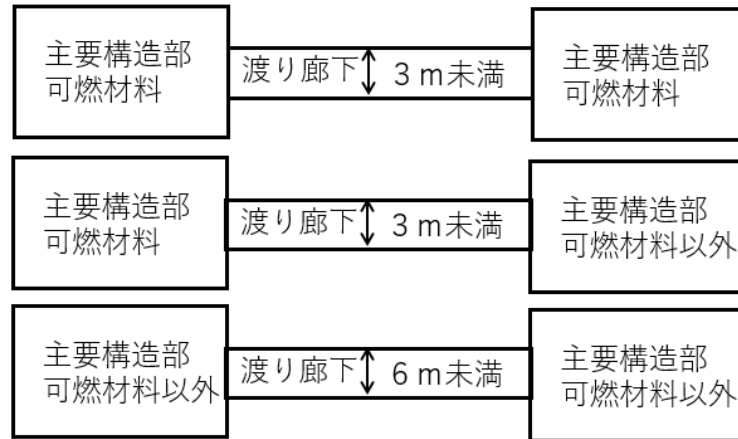 主要構造部
可燃材料
渡り廊下
３ｍ未満
主要構造部
可燃材料
主要構造部
可燃材料
渡り廊下
３ｍ未満
主要構造部
可燃材料以外
主要構造部
可燃材料以外
渡り廊下
６ｍ未満
主要構造部
可燃材料以外